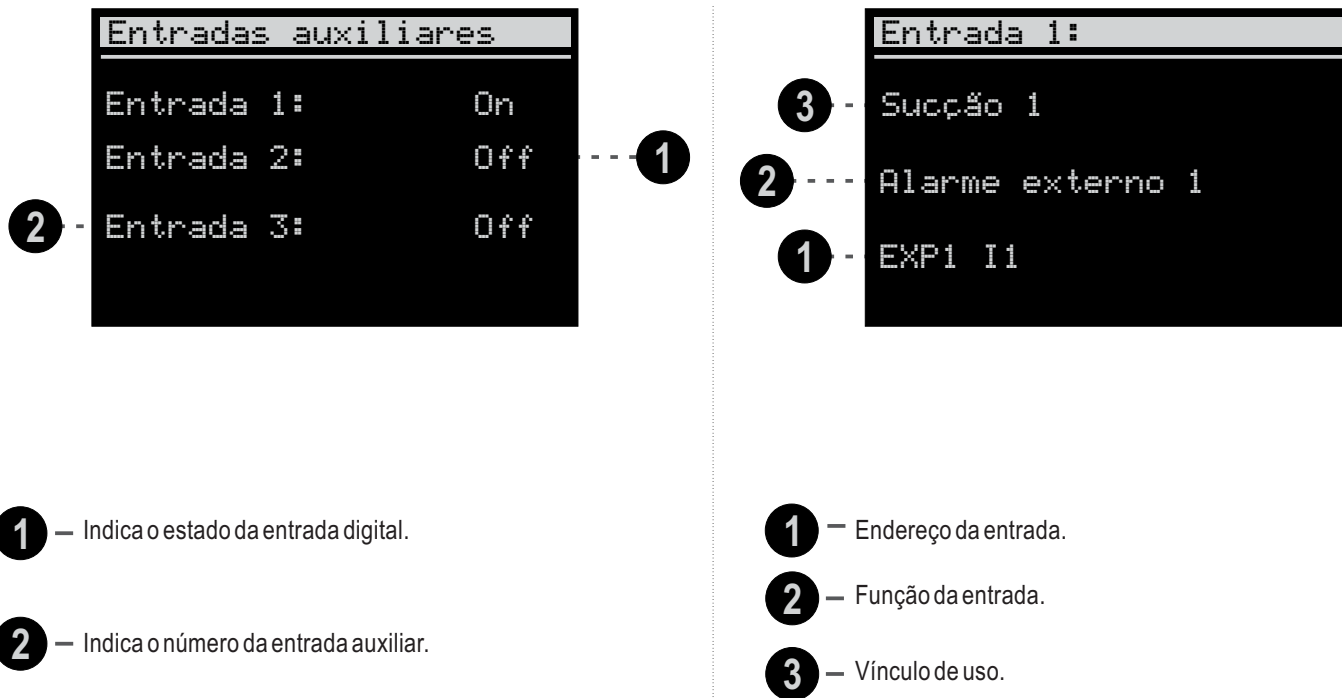 Entradas auxiliares
Entrada 1: On
Entrada 2: Off
1
2
Entrada 3: Off
1 – Indica o estado da entrada digital.
2 – Indica o número da entrada auxiliar.
Entrada 1:
3
Sucção 1
2
Alarme externo 1
1
EXP1 I1
1 – Endereço da entrada.
2 – Função da entrada.
3 – Vínculo de uso.